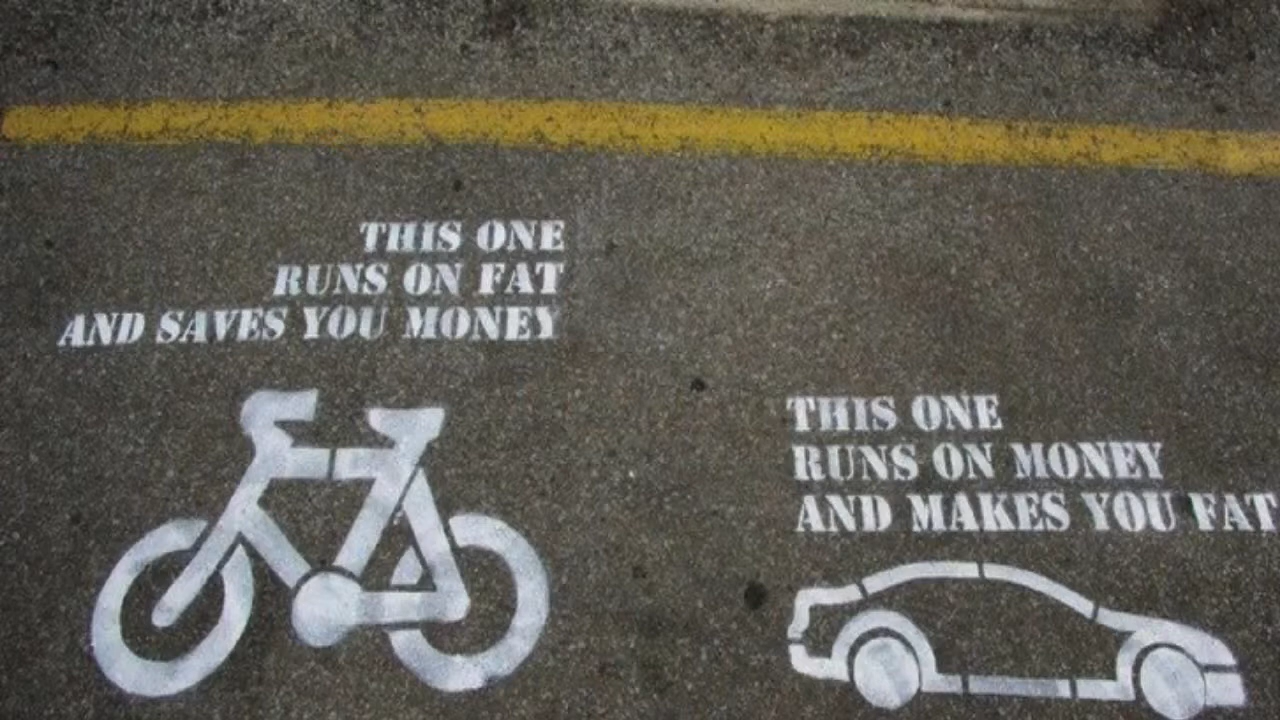 THIS ONE
RUNS ON FAT
AND SAVES YOU MONEY
THIS ONE
RUNS ON MONEY
AND MAKES YOU FAT